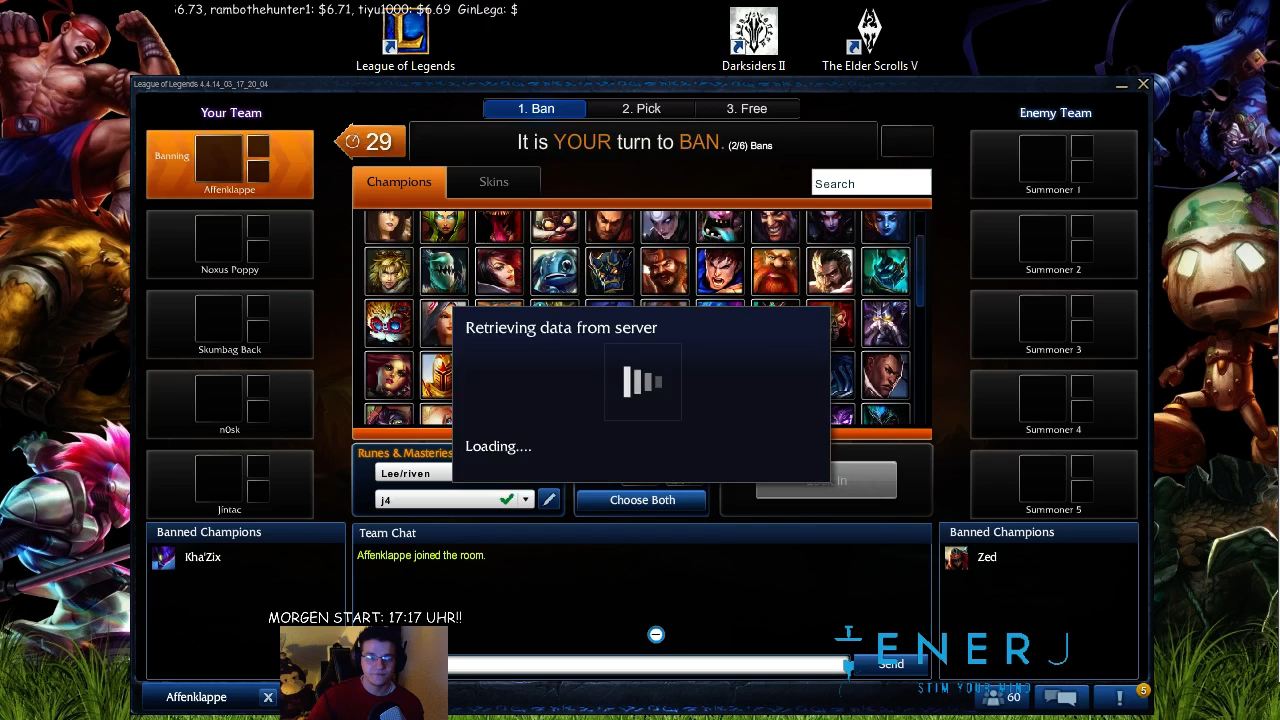 $6.73, rambothehunter1: $6.71, tiyu1000: $6.69 GinLega: $
League of Legends
Darksiders II
The Elder Scrolls V
League of Legends 4.4.14_03_17_20_04
Your Team
1. Ban
2. Pick
3. Free
Enemy Team
29
It is YOUR turn to BAN. (2/6) Bans
Banning
Affenklappe
Summoner 1
Champions
Skins
Search
Noxus Poppy
Summoner 2
Retrieving data from server
Skumbag Back
Summoner 3
Loading....
n0sk
Summoner 4
Runes & Masteries
Lee/riven
j4
Choose Both
Jintac
Summoner 5
Banned Champions
Team Chat
Banned Champions
Kha'Zix
Affenklappe joined the room.
Zed
MORGEN START: 17:17 UHR!!
TENERJ
STIM YOUR MIND
Send
Affenklappe
60
5